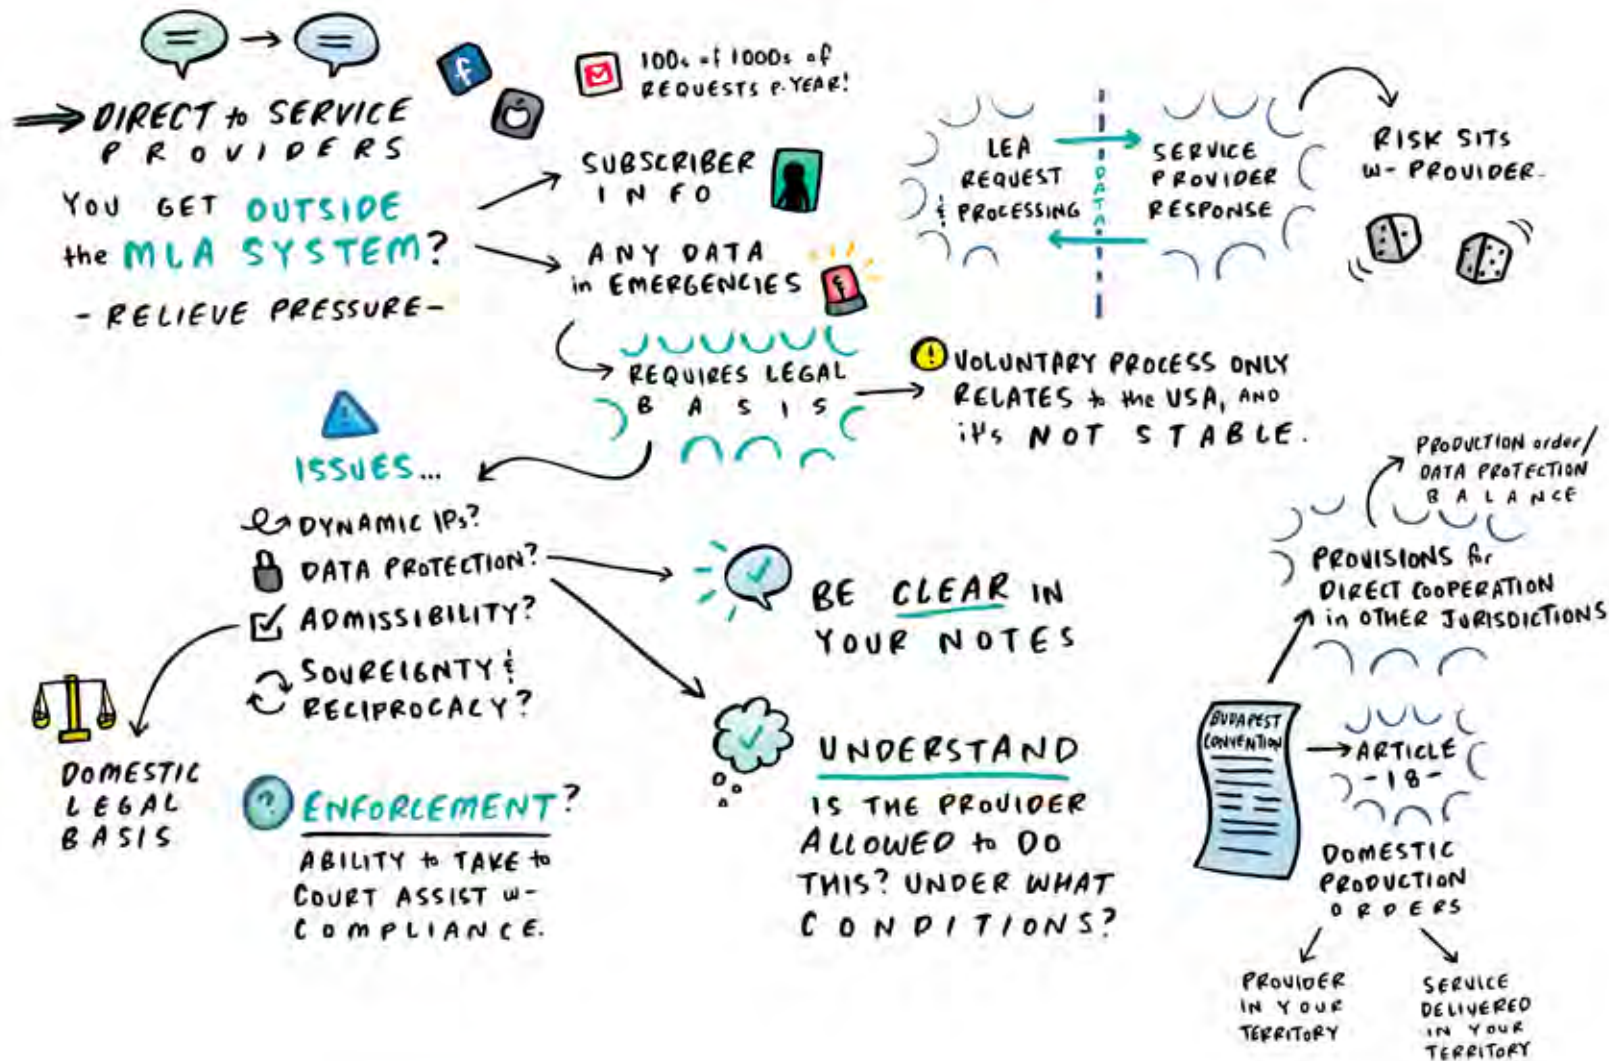 DIRECT to SERVICE
PROVIDERS
YOU GET OUTSIDE
the MLA SYSTEM?
- RELIEVE PRESSURE -
f
100s of 1000s of
REQUESTS P. YEAR!
SUBSCRIBER
INFO
ANY DATA
in EMERGENCIES
REQUIRES LEGAL
BASIS
LEA
REQUEST
& PROCESSING
DATA
SERVICE
PROVIDER
RESPONSE
RISK SITS
w- PROVIDER.
! VOLUNTARY PROCESS ONLY
RELATES to the USA, AND
it's NOT STABLE.
ISSUES...
DYNAMIC IPs?
DATA PROTECTION?
ADMISSIBILITY?
SOUREIGNTY &
RECIPROCACY?
DOMESTIC
LEGAL
BASIS
? ENFORCEMENT?
ABILITY to TAKE to
COURT ASSIST w-
COMPLIANCE.
BE CLEAR IN
YOUR NOTES
UNDERSTAND
IS THE PROVIDER
ALLOWED to DO
THIS? UNDER WHAT
CONDITIONS?
PRODUCTION order/
DATA PROTECTION
BALANCE
PROVISIONS for
DIRECT COOPERATION
in OTHER JURISDICTIONS
BUDAPEST
CONVENTION
ARTICLE
- 18 -
DOMESTIC
PRODUCTION
ORDERS
PROVIDER
IN YOUR
TERRITORY
SERVICE
DELIVERED
IN YOUR
TERRITORY